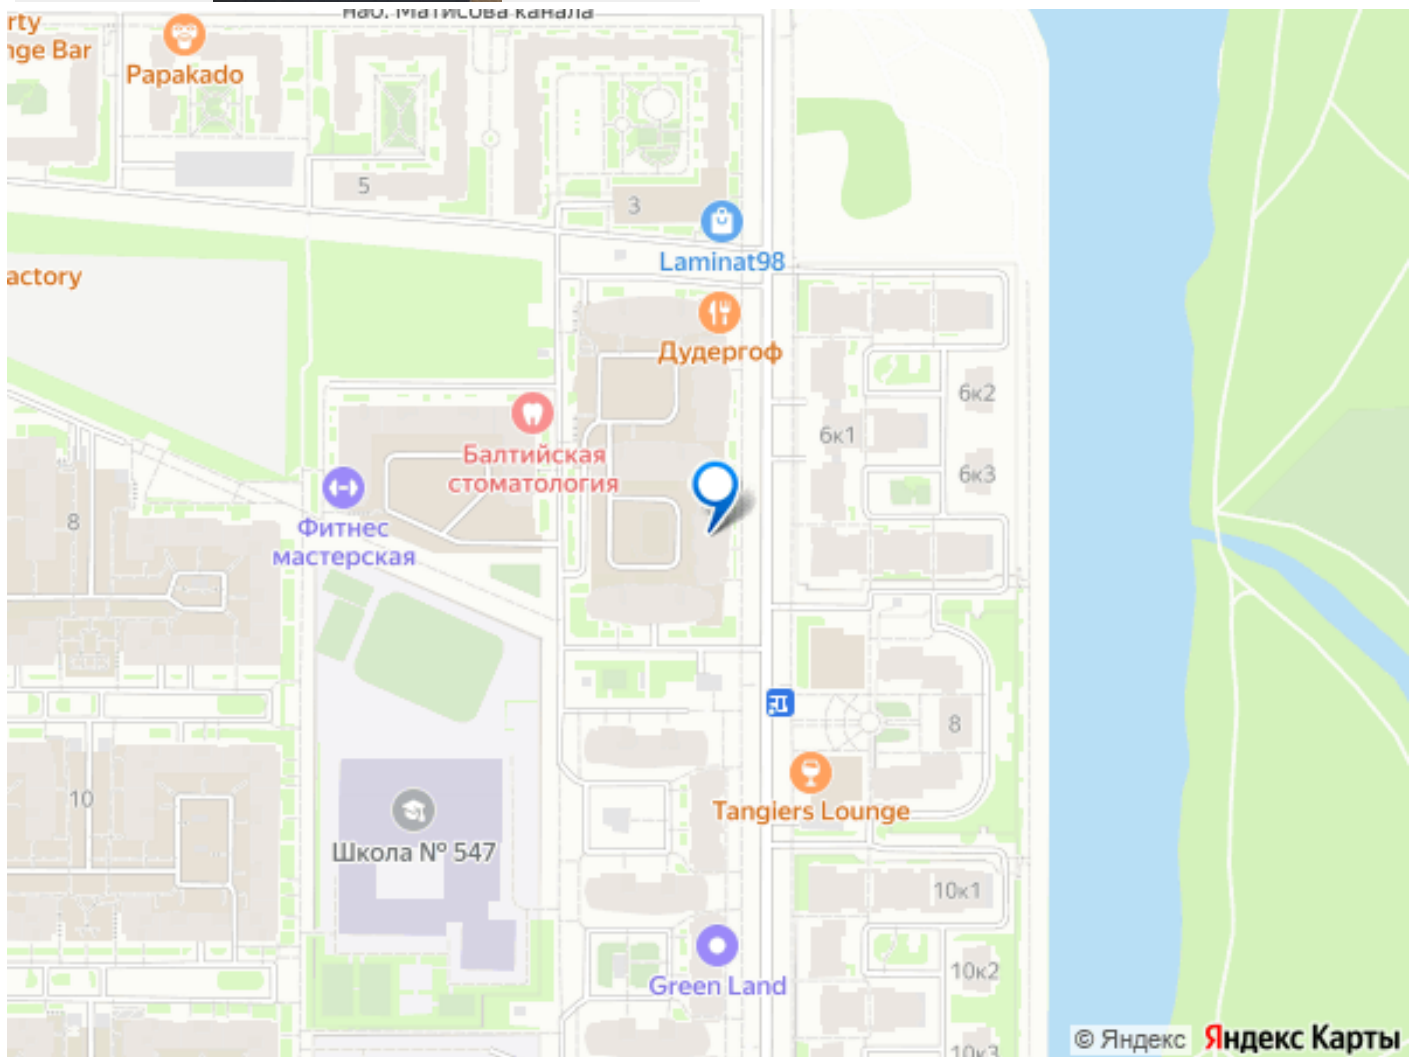 наб. Матисова канала
rty
nge Bar
Papakado
5
3
Laminat98
actory
Дудергоф
6к2
6к1
Балтийская
стоматология
6к3
8
Фитнес
мастерская
8
10
Tangiers Lounge
Школа № 547
10к1
10к2
Green Land
10к3
© Яндекс Яндекс Карты